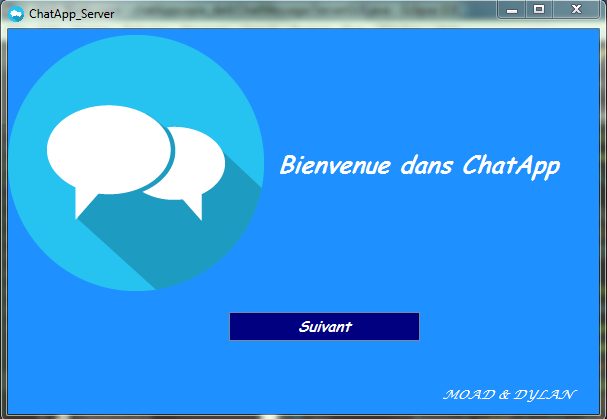 ChatApp_Server
Bienvenue dans ChatApp
Suivant
MOAD & DYLAN